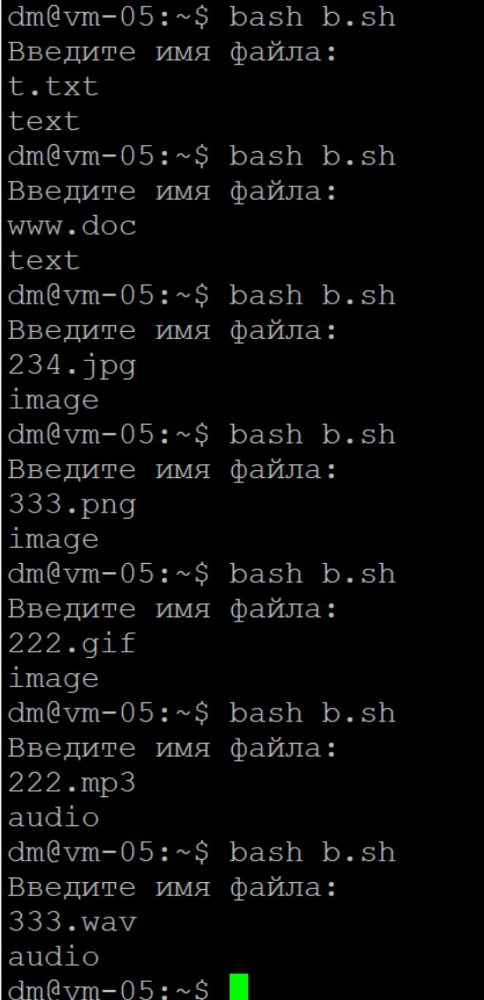 dm@vm-05:~$ bash b.sh
Введите имя файла:
t.txt
text
dm@vm-05:~$ bash b.sh
Введите имя файла:
www.doc
text
dm@vm-05:~$ bash b.sh
Введите имя файла:
234.jpg
image
dm@vm-05:~$ bash b.sh
Введите имя файла:
333.png
image
dm@vm-05:~$ bash b.sh
Введите имя файла:
222.gif
image
dm@vm-05:~$ bash b.sh
Введите имя файла:
222.mp3
audio
dm@vm-05:~$ bash b.sh
Введите имя файла:
333.wav
audio
dm@vm-05:~$